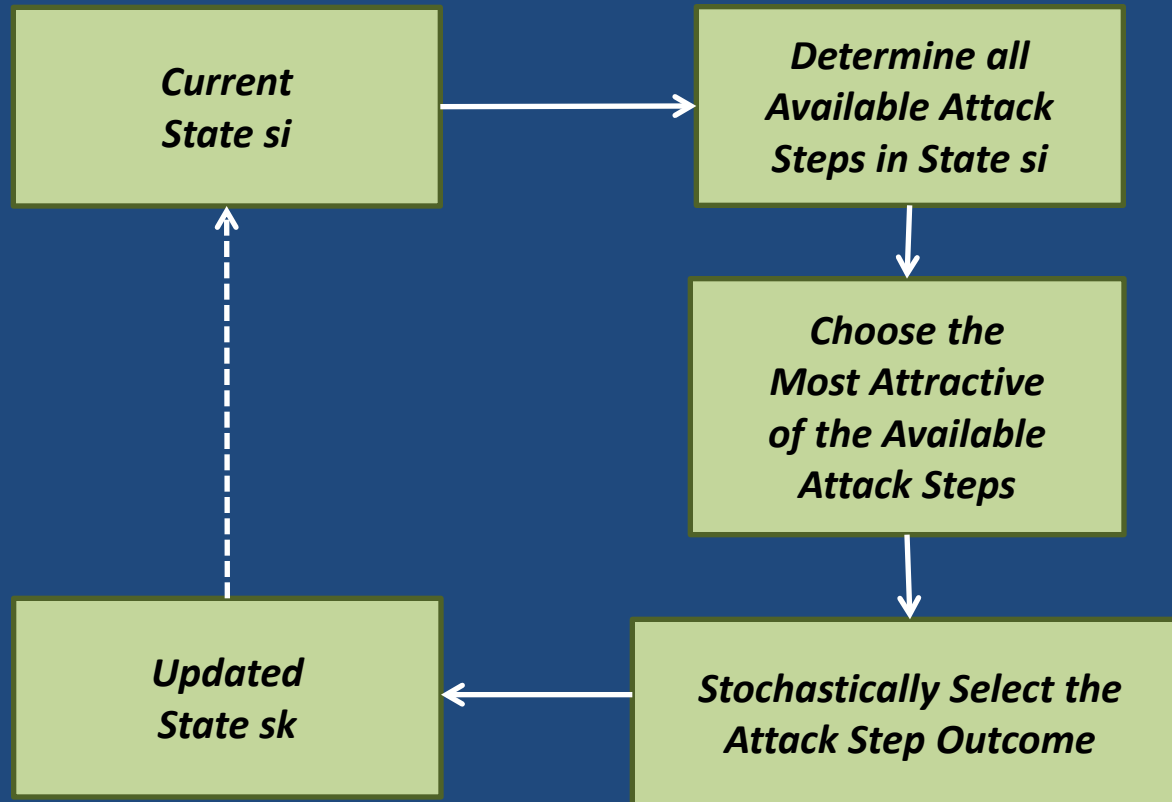 Current
State si
Determine all
Available Attack
Steps in State si
Choose the
Most Attractive
of the Available
Attack Steps
Stochastically Select the
Attack Step Outcome
Updated
State sk